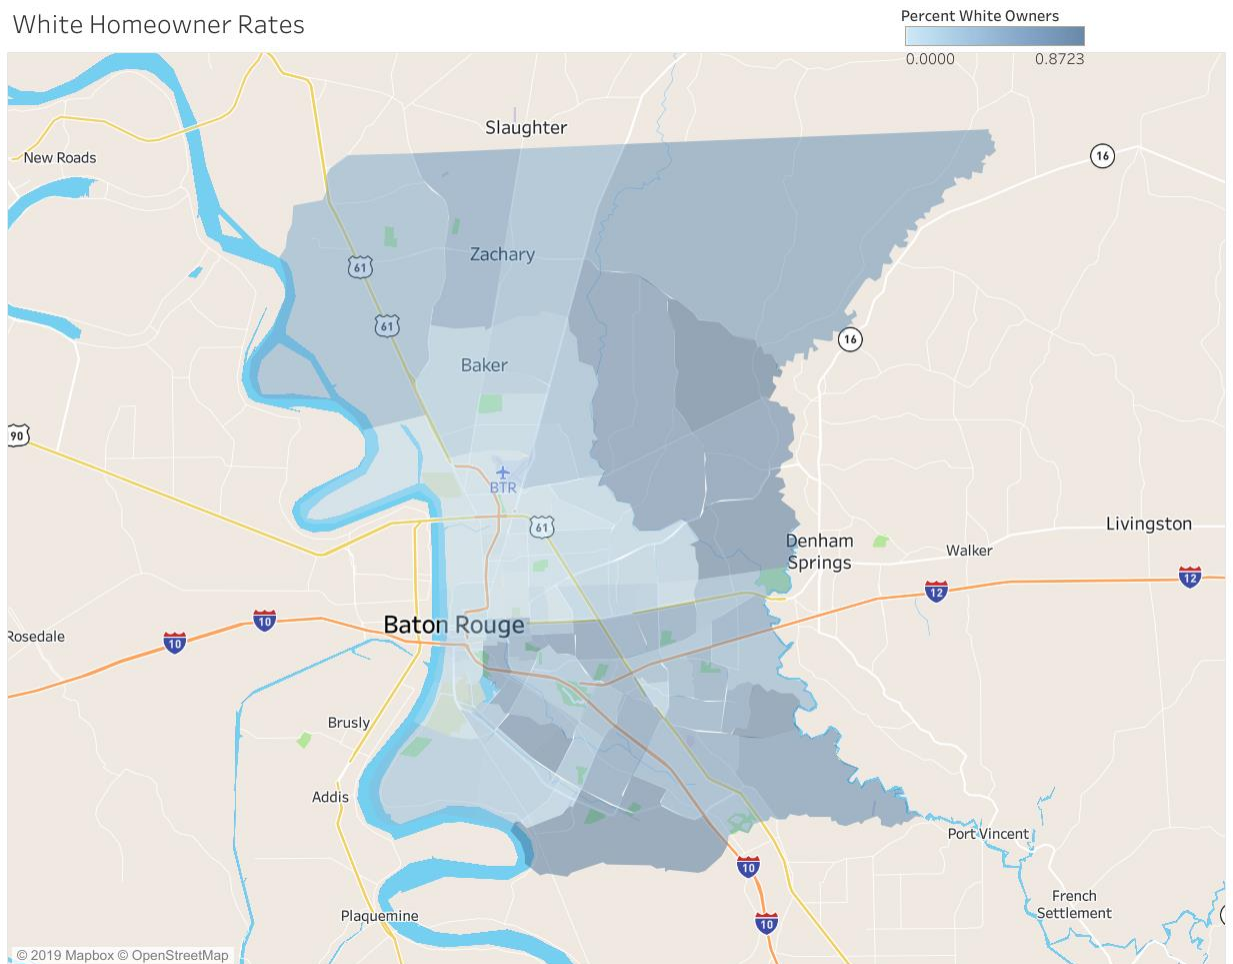 White Homeowner Rates
Percent White Owners
0.0000
0.8723
Slaughter
New Roads
16
Zachary
61
61
16
Baker
90
BTR
61
Denham
Springs
Livingston
Walker
12
12
Baton Rouge
10
10
Rosedale
Brusly
Addis
Port Vincent
10
French
Settlement
Plaquemine
10
© 2019 Mapbox © OpenStreetMap